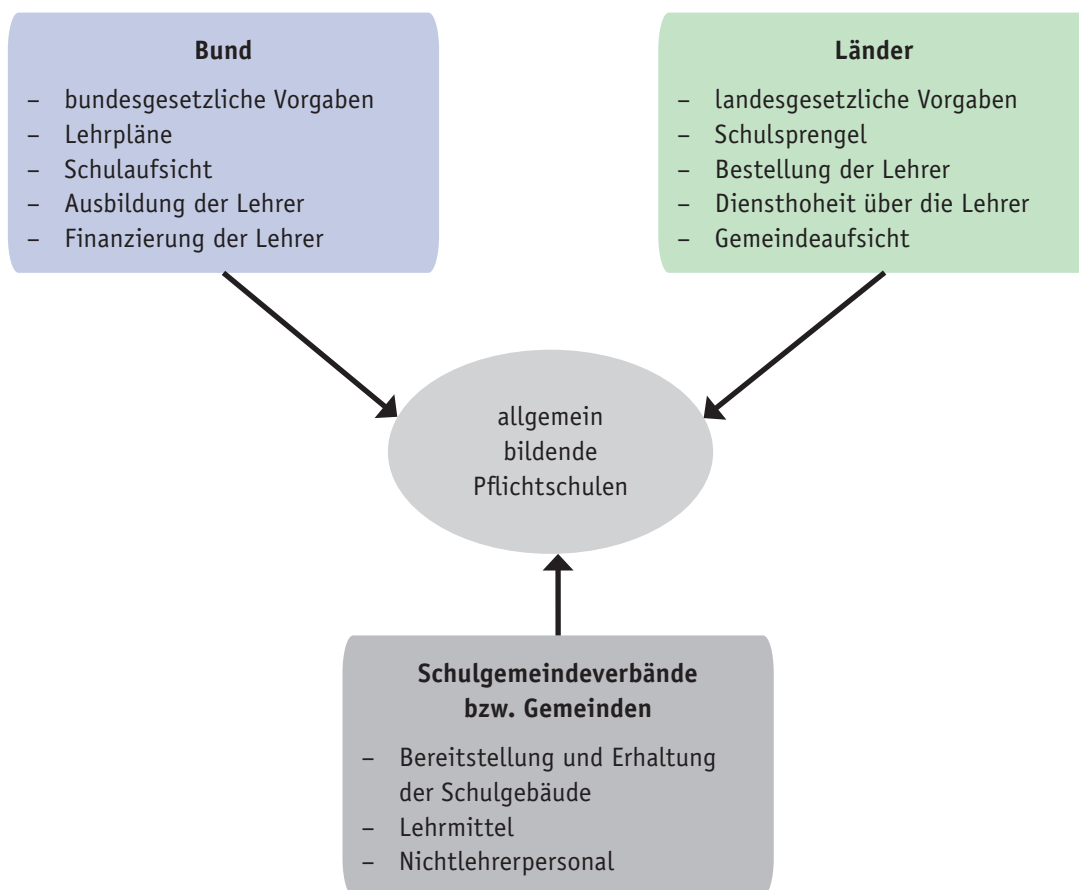 Bund
– bundesgesetzliche Vorgaben
– Lehrpläne
– Schulaufsicht
– Ausbildung der Lehrer
– Finanzierung der Lehrer
Länder
– landesgesetzliche Vorgaben
– Schulsprengel
– Bestellung der Lehrer
– Diensthoheit über die Lehrer
– Gemeindeaufsicht
allgemein
bildende
Pflichtschulen
Schulgemeindeverbände
bzw. Gemeinden
– Bereitstellung und Erhaltung
der Schulgebäude
– Lehrmittel
– Nichtlehrerpersonal